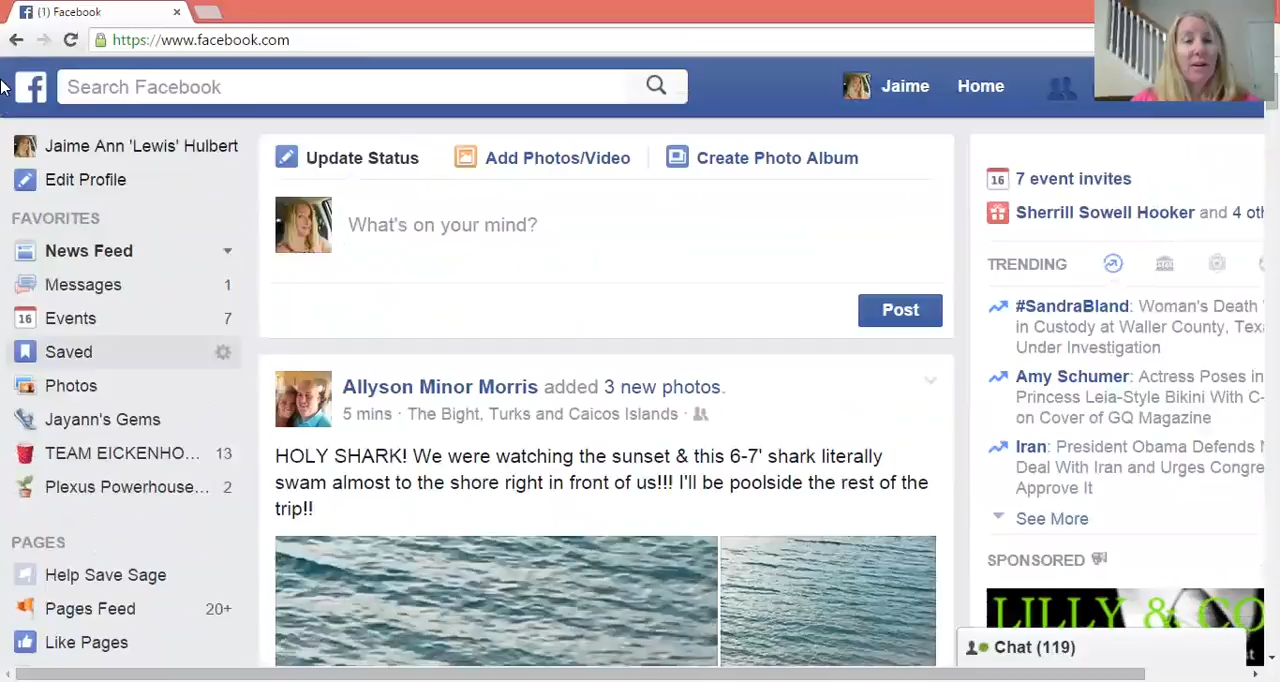 (1) Facebook
https://www.facebook.com
Search Facebook
Jaime
Home
Jaime Ann 'Lewis' Hulbert
Edit Profile
FAVORITES
News Feed
Messages 1
16 Events 7
Saved
Photos
Jayann's Gems
TEAM EICKENHO... 13
Plexus Powerhouse... 2
PAGES
Help Save Sage
Pages Feed 20+
Like Pages
Update Status
Add Photos/Video
Create Photo Album
What's on your mind?
Post
Allyson Minor Morris added 3 new photos.
5 mins · The Bight, Turks and Caicos Islands ·
HOLY SHARK! We were watching the sunset & this 6-7' shark literally
swam almost to the shore right in front of us!!! I'll be poolside the rest of the
trip!!
16 7 event invites
Sherrill Sowell Hooker and 4 oth
TRENDING
#SandraBland: Woman's Death
in Custody at Waller County, Texa
Under Investigation
Amy Schumer: Actress Poses in
Princess Leia-Style Bikini With C-
on Cover of GQ Magazine
Iran: President Obama Defends
Deal With Iran and Urges Congre
Approve It
See More
SPONSORED
LILLY & CO
Chat (119)